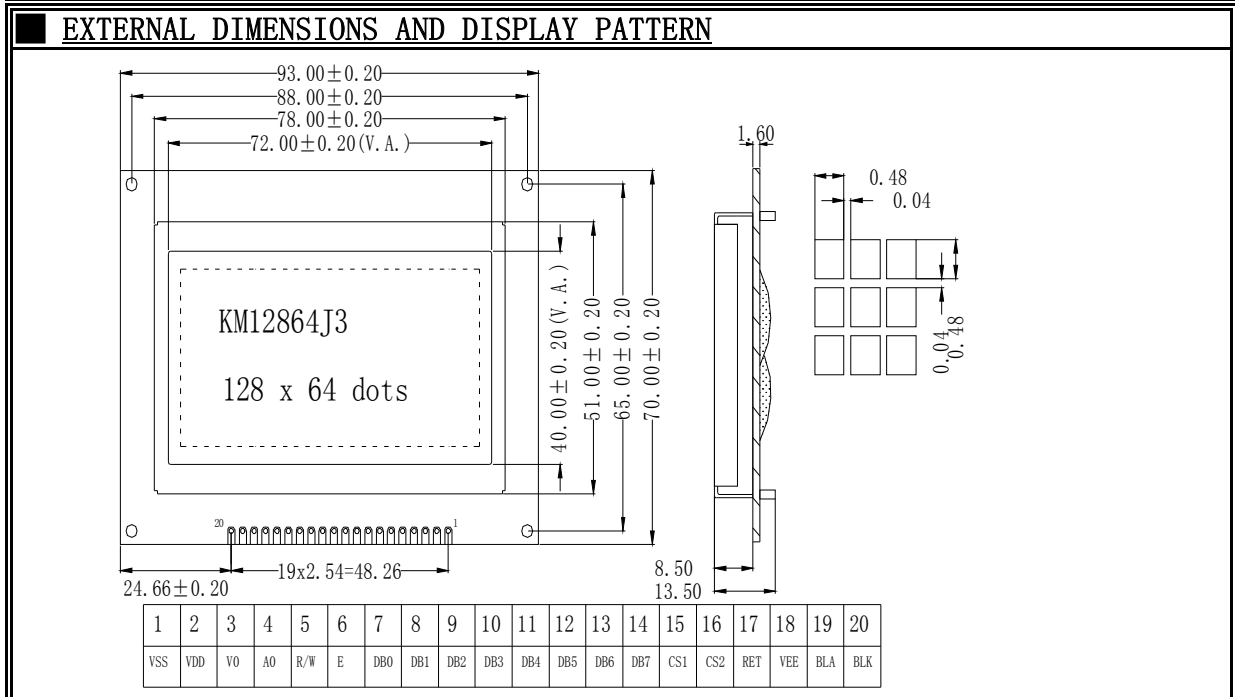 EXTERNAL DIMENSIONS AND DISPLAY PATTERN
93.00±0.20
88.00±0.20
78.00±0.20
72.00±0.20(V.A.)
1.60
0.48
0.04
KM12864J3
128 x 64 dots
40.00±0.20(V.A.)
51.00±0.20
65.00±0.20
70.00±0.20
0.04
0.48
20
1
19x2.54=48.26
24.66±0.20
8.50
13.50
1 2 3 4 5 6 7 8 9 10 11 12 13 14 15 16 17 18 19 20
VSS VDD V0 A0 R/W E DB0 DB1 DB2 DB3 DB4 DB5 DB6 DB7 CS1 CS2 RET VEE BLA BLK